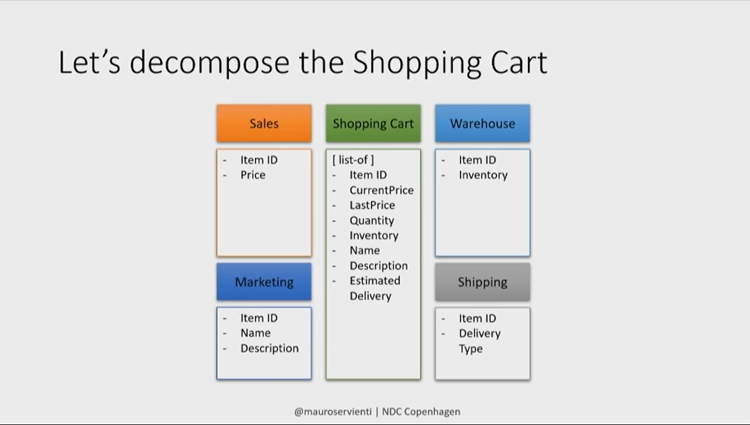 Let's decompose the Shopping Cart
Sales
- Item ID
- Price
Marketing
- Item ID
- Name
- Description
Shopping Cart
[ list-of ]
- Item ID
- CurrentPrice
- LastPrice
- Quantity
- Inventory
- Name
- Description
- Estimated
Delivery
Warehouse
- Item ID
- Inventory
Shipping
- Item ID
- Delivery
Type
@mauroservienti | NDC Copenhagen